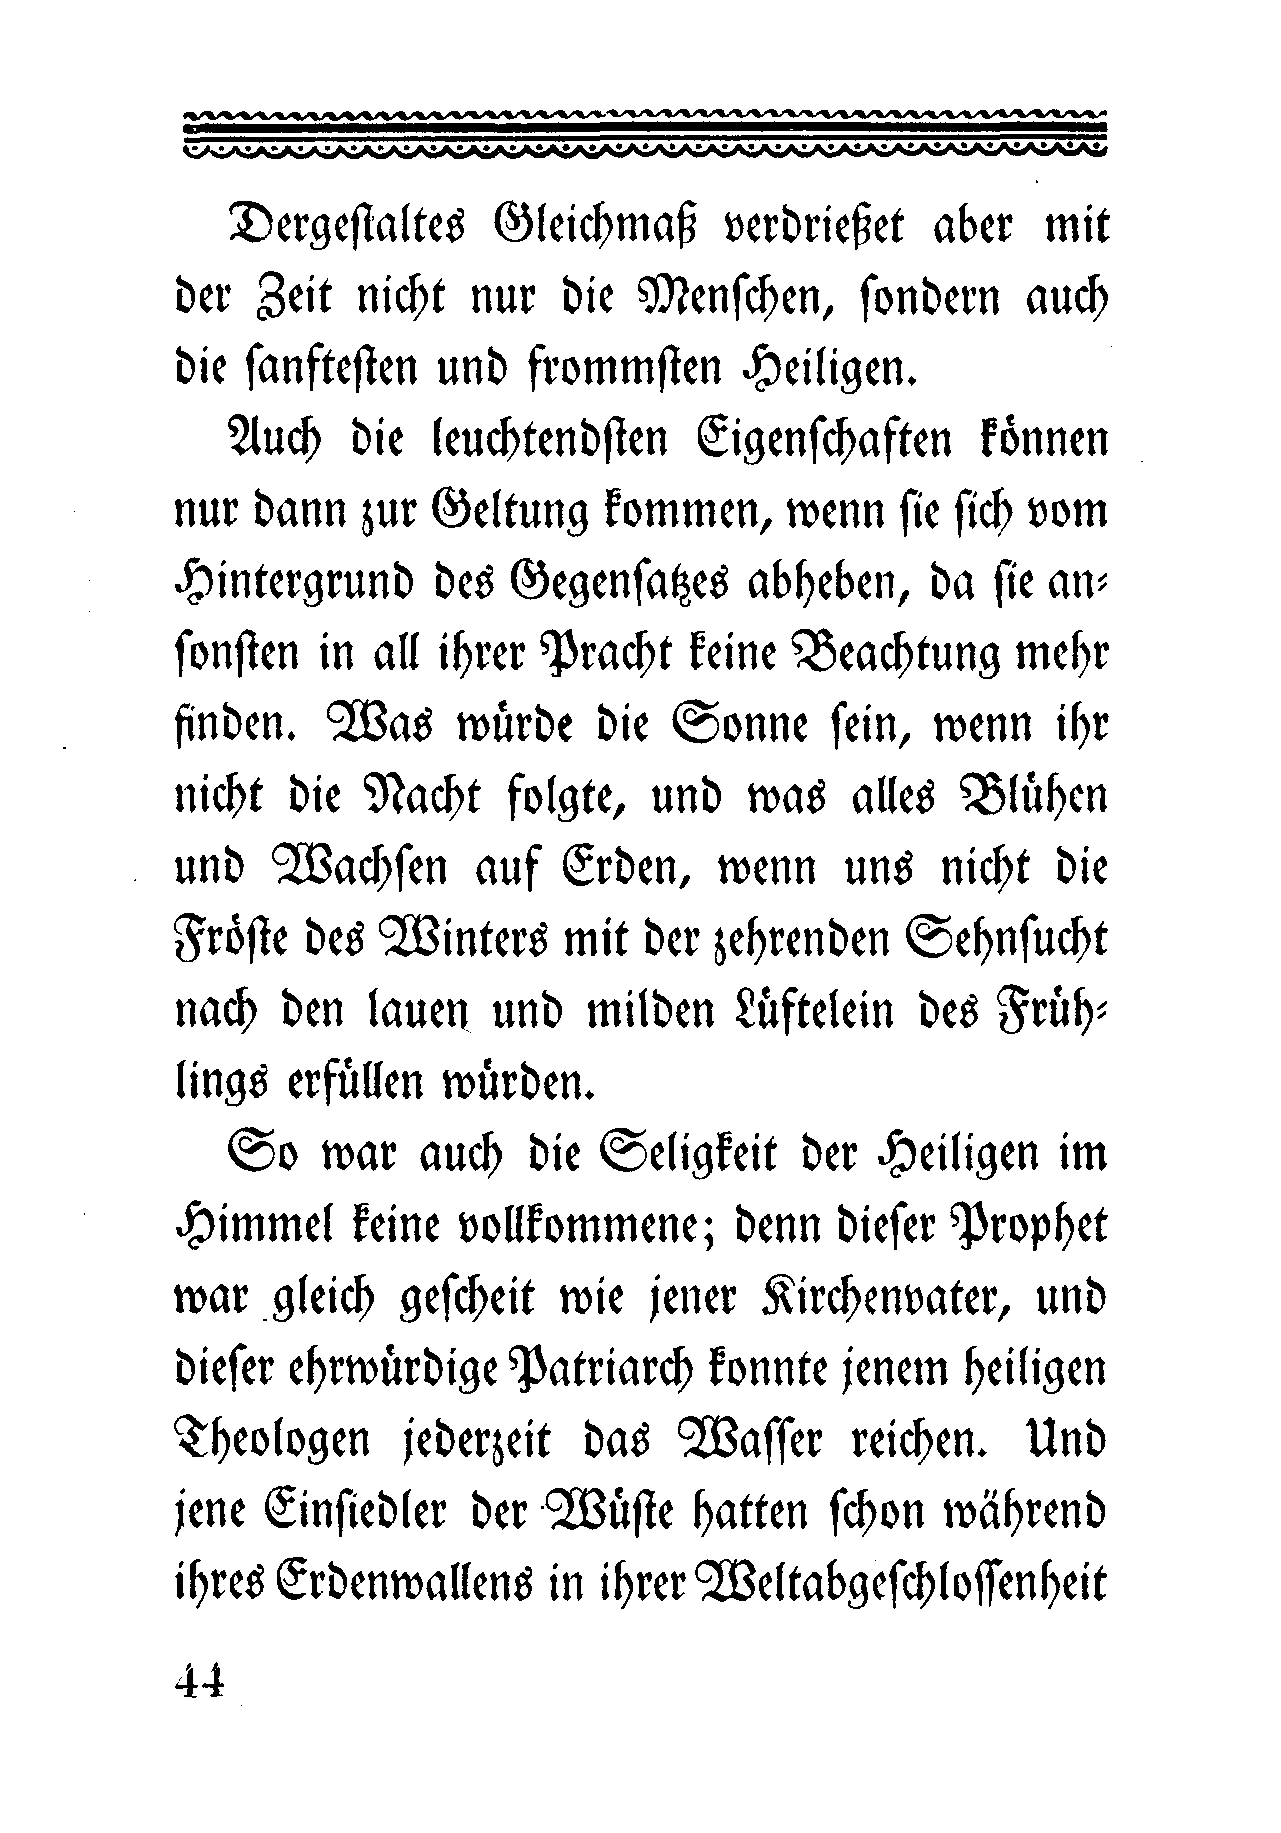 Dergeſtaltes Gleichmaß verdrießet aber mit
der Zeit nicht nur die Menſchen, ſondern auch
die ſanfteſten und frommſten Heiligen.
Auch die leuchtendſten Eigenſchaften können
nur dann zur Geltung kommen, wenn ſie ſich vom
Hintergrund des Gegenſatzes abheben, da ſie an⸗
ſonſten in all ihrer Pracht keine Beachtung mehr
finden. Was würde die Sonne ſein, wenn ihr
nicht die Nacht folgte, und was alles Blühen
und Wachſen auf Erden, wenn uns nicht die
Fröſte des Winters mit der zehrenden Sehnſucht
nach den lauen und milden Lüftelein des Früh⸗
lings erfüllen würden.
So war auch die Seligkeit der Heiligen im
Himmel keine vollkommene; denn dieſer Prophet
war gleich geſcheit wie jener Kirchenvater, und
dieſer ehrwürdige Patriarch konnte jenem heiligen
Theologen jederzeit das Waſſer reichen. Und
jene Einſiedler der Wüſte hatten ſchon während
ihres Erdenwallens in ihrer Weltabgeſchloſſenheit
44